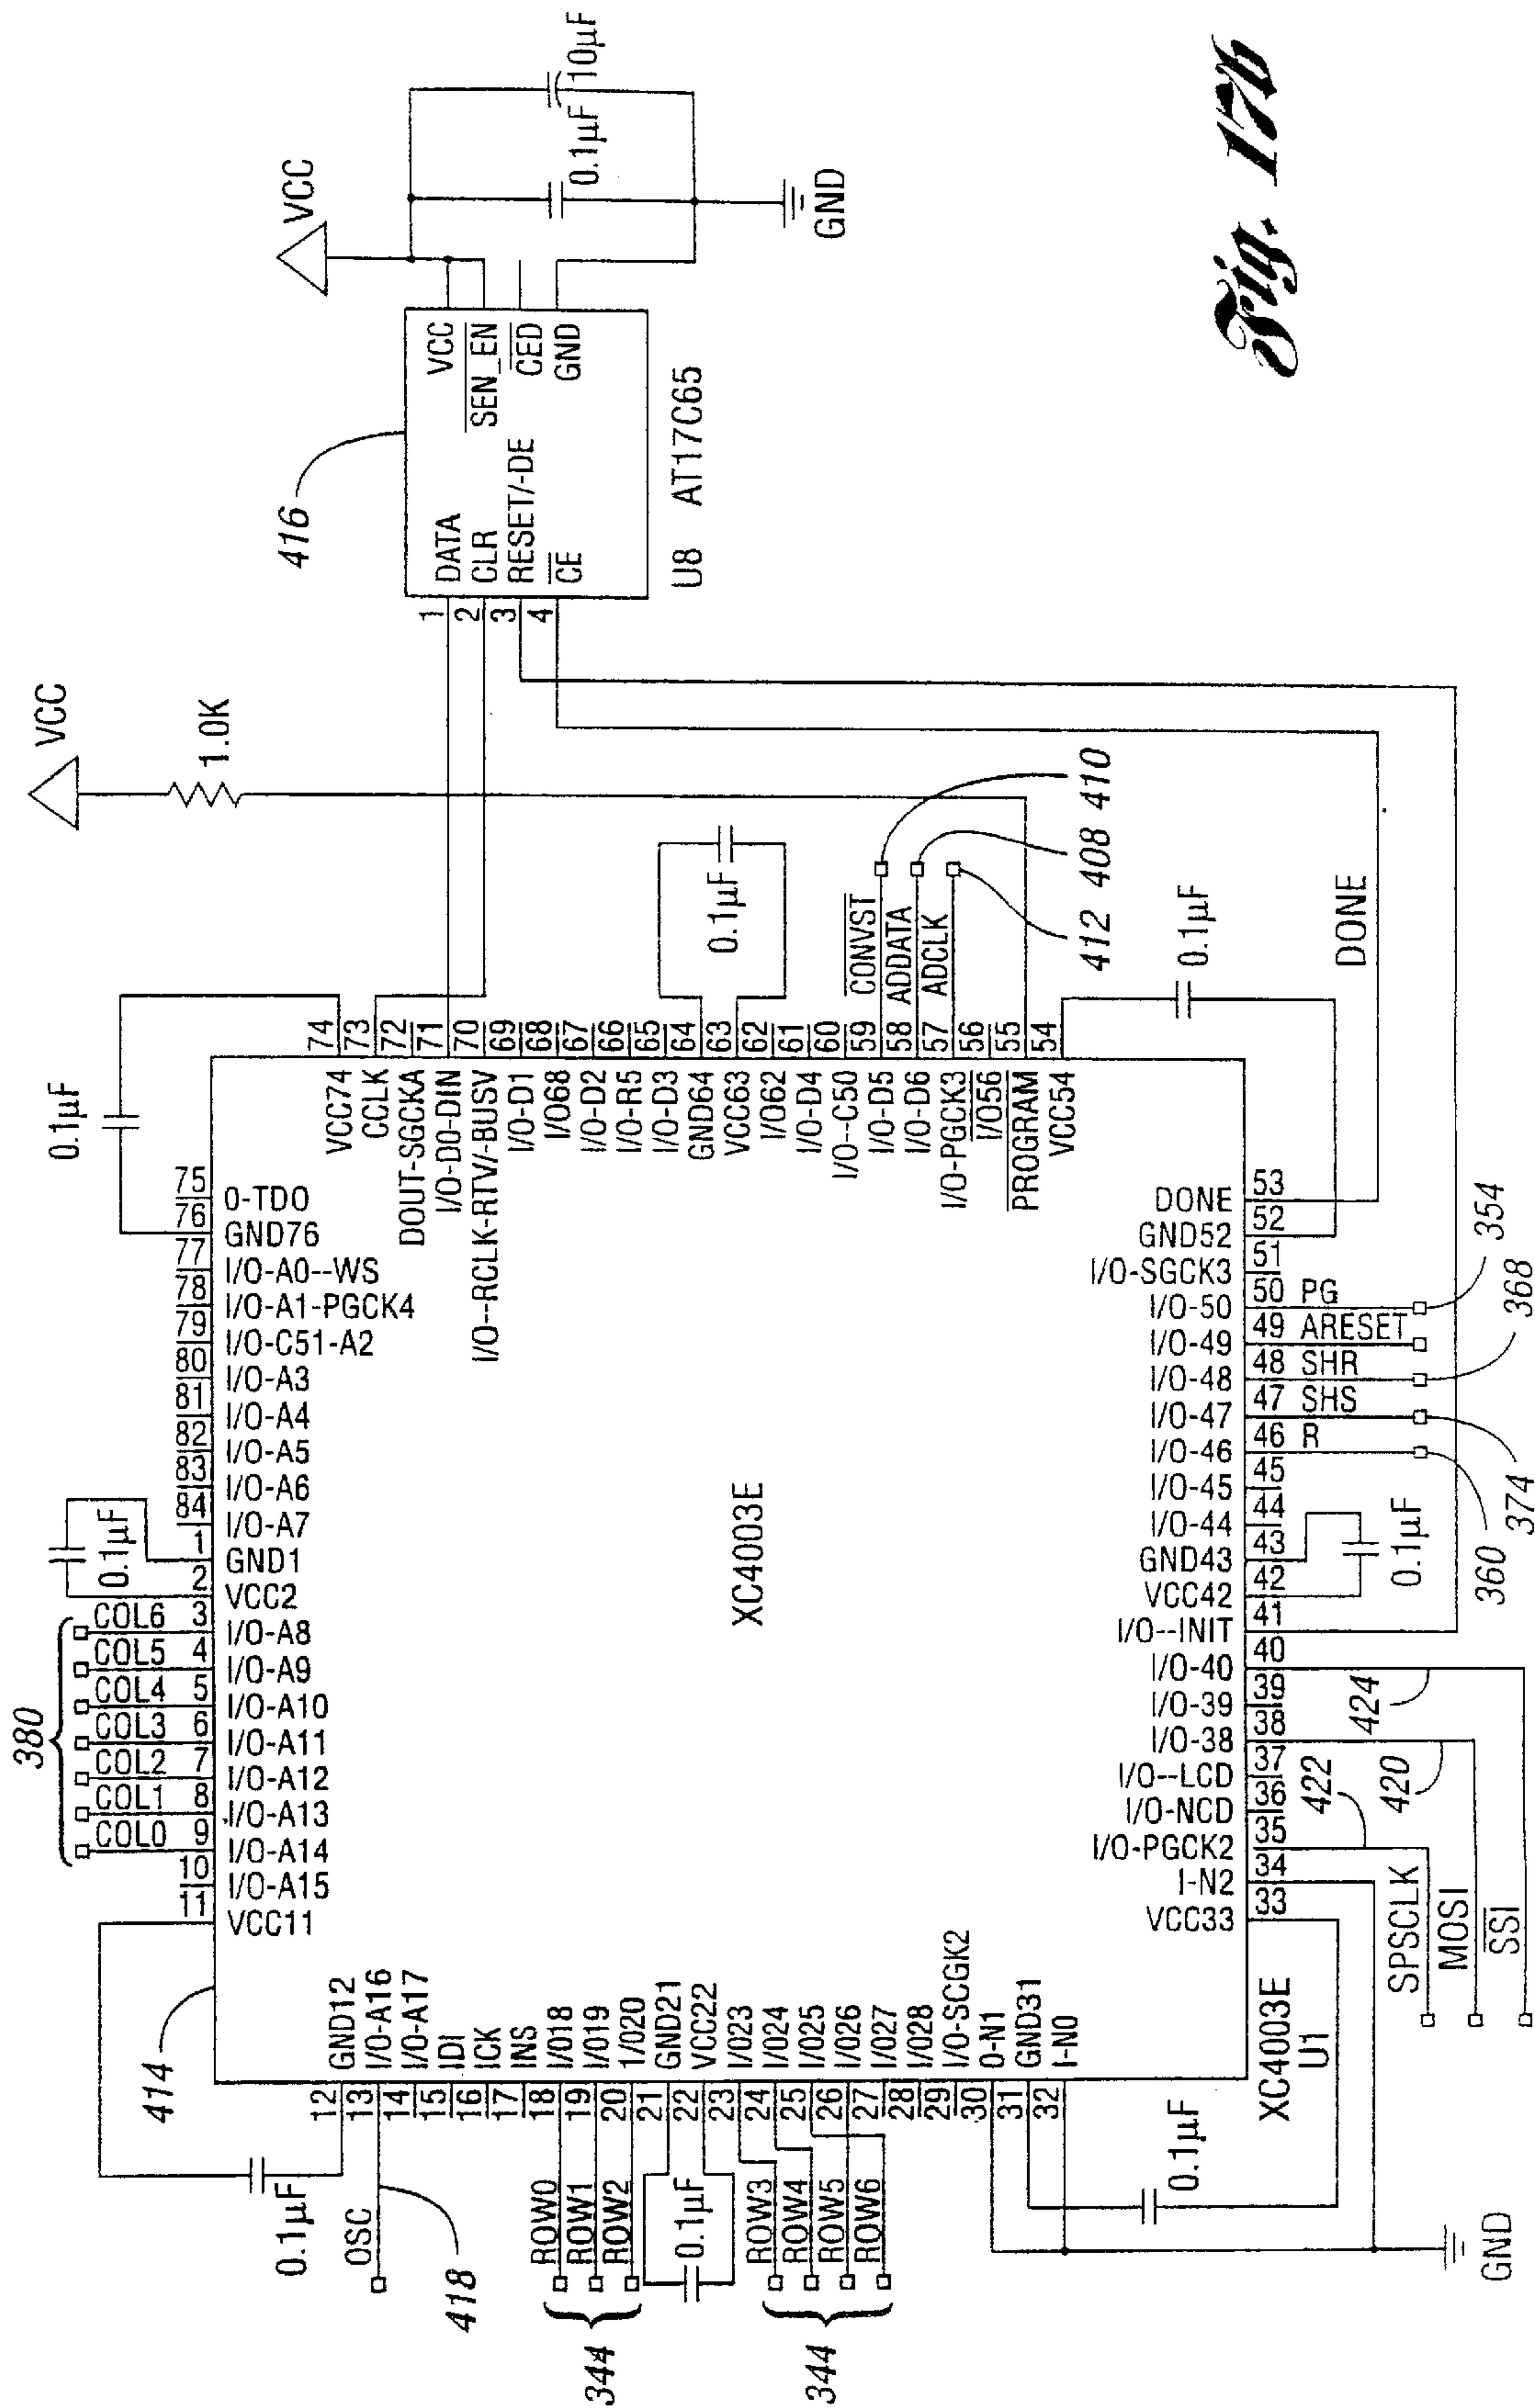 VCC
1.0K
VCC
0.1µF
10µF
GND
416
1 DATA
2 CLR
3 RESET/-DE
4 CE
VCC
SEN_EN
CED
GND
U8 AT17C65
0.1µF
74 VCC74
73 CCLK
72 DOUT-SGCKA
71 I/O-D0-DIN
70 I/O--RCLK-RTV/-BUSV
69 I/O-D1
68 I/O68
67 I/O-D2
66 I/O-R5
65 I/O-D3
64 GND64
63 VCC63
62 I/O62
61 I/O-D4
60 I/O--C50
59 I/O-D5
58 I/O-D6
57 I/O-PGCK3
56 I/O56
55 PROGRAM
54 VCC54
0.1µF
CONVST
ADDATA
ADCLK
410
408
412
0.1µF
DONE
75 O-TDO
76 GND76
77 I/O-A0--WS
78 I/O-A1-PGCK4
79 I/O-C51-A2
80 I/O-A3
81 I/O-A4
82 I/O-A5
83 I/O-A6
84 I/O-A7
1 GND1
2 VCC2
0.1µF
COL6 3 I/O-A8
COL5 4 I/O-A9
COL4 5 I/O-A10
COL3 6 I/O-A11
COL2 7 I/O-A12
COL1 8 I/O-A13
COL0 9 I/O-A14
380
10 I/O-A15
11 VCC11
XC4003E
DONE 53
GND52 52
I/O-SGCK3 51
I/O-50 50 PG
I/O-49 49 ARESET
I/O-48 48 SHR
I/O-47 47 SHS
I/O-46 46 R
I/O-45 45
I/O-44 44
GND43 43
VCC42 42
I/O--INIT 41
I/O-40 40
I/O-39 39
I/O-38 38
I/O--LCD 37
I/O-NCD 36
I/O-PGCK2 35
I-N2 34
VCC33 33
354
368
374
360
0.1µF
424
420
422
SPSCLK
MOSI
SSI
414
0.1µF
12 GND12
13 I/O-A16
14 I/O-A17
15 IDI
16 ICK
17 INS
18 I/O18
19 I/O19
20 I/O20
21 GND21
22 VCC22
23 I/O23
24 I/O24
25 I/O25
26 I/O26
27 I/O27
28 I/O28
29 I/O-SCGK2
30 O-N1
31 GND31
32 I-N0
OSC
418
ROW0
ROW1
ROW2
344
0.1µF
ROW3
ROW4
ROW5
ROW6
344
0.1µF
XC4003E
U1
GND
Fig. 17b